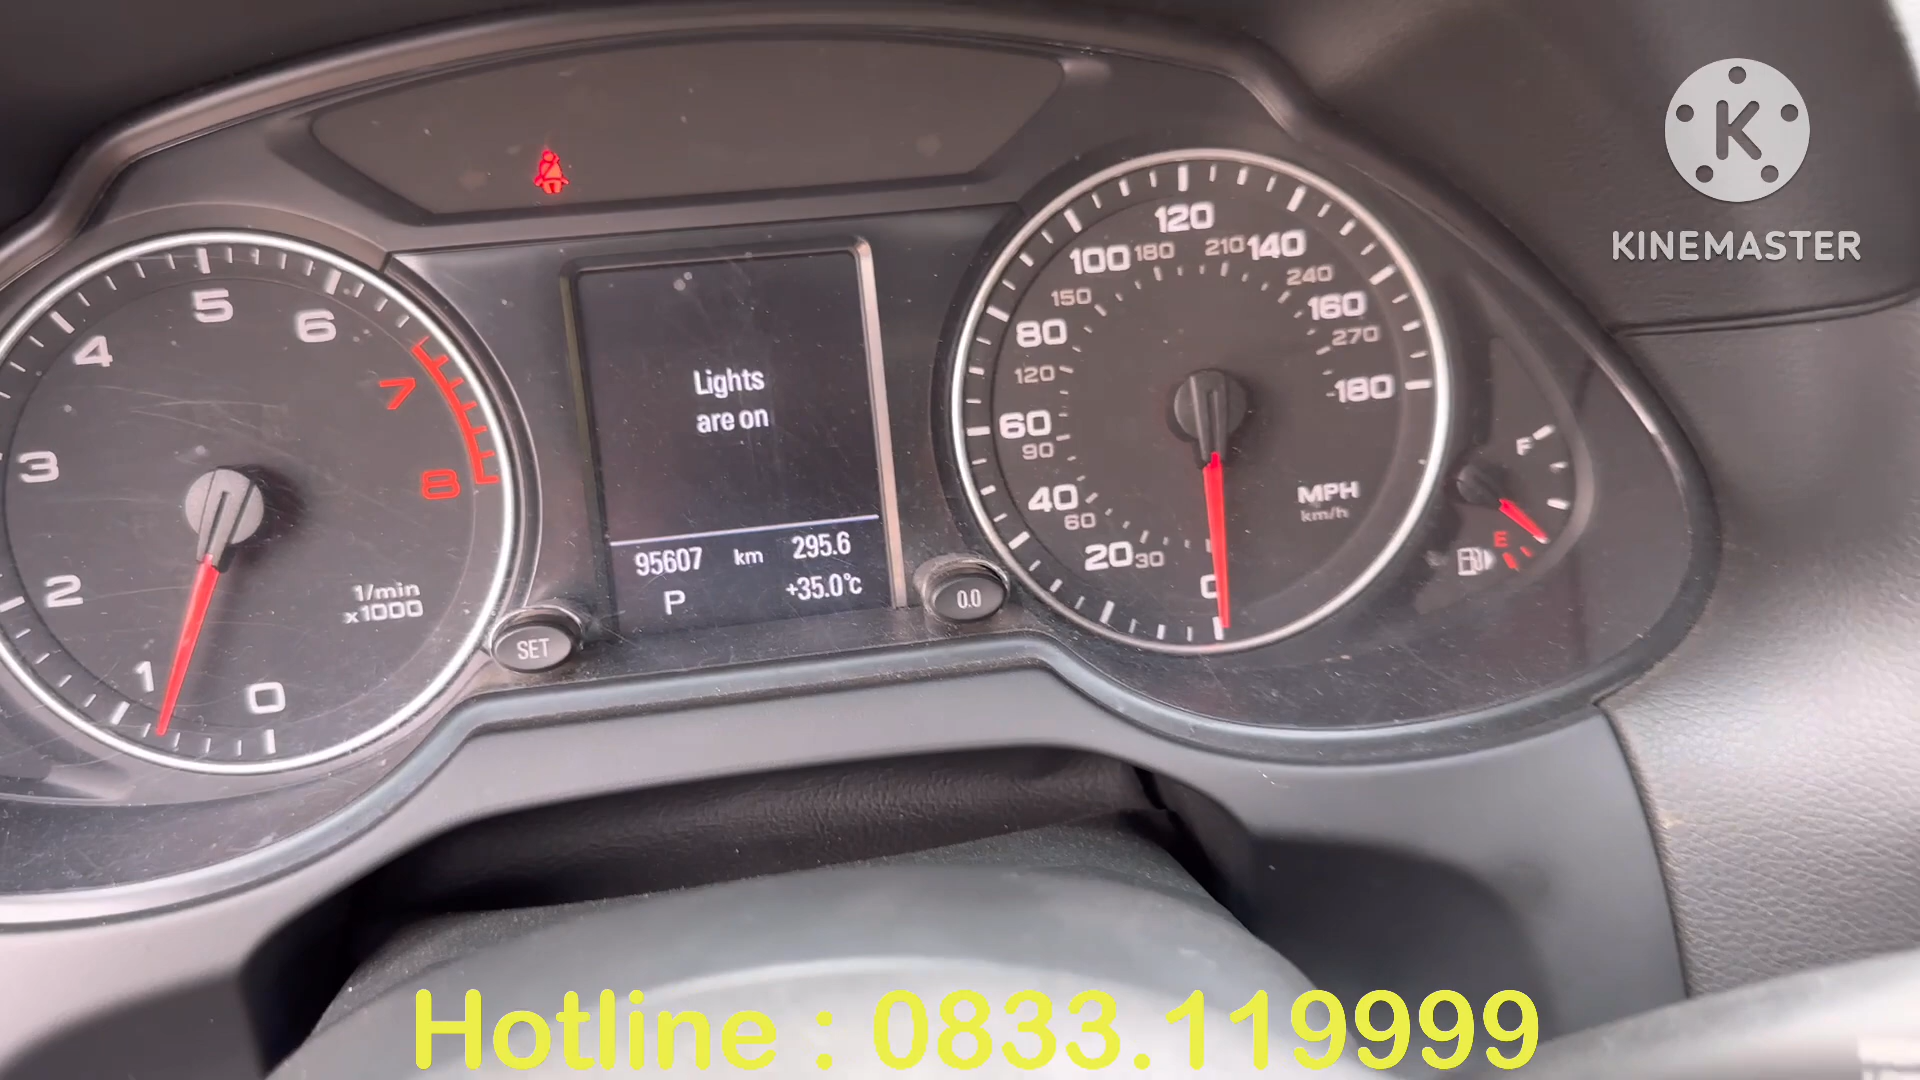 K
KINEMASTER
0
1
2
3
4
5
6
7
8
1/min
x1000
Lights
are on
95607 km 295.6
P +35.0°c
SET
0.0
0
20
40
60
80
100
120
140
160
180
30
60
90
120
150
180
210
240
270
MPH
km/h
F
E
Hotline : 0833.119999